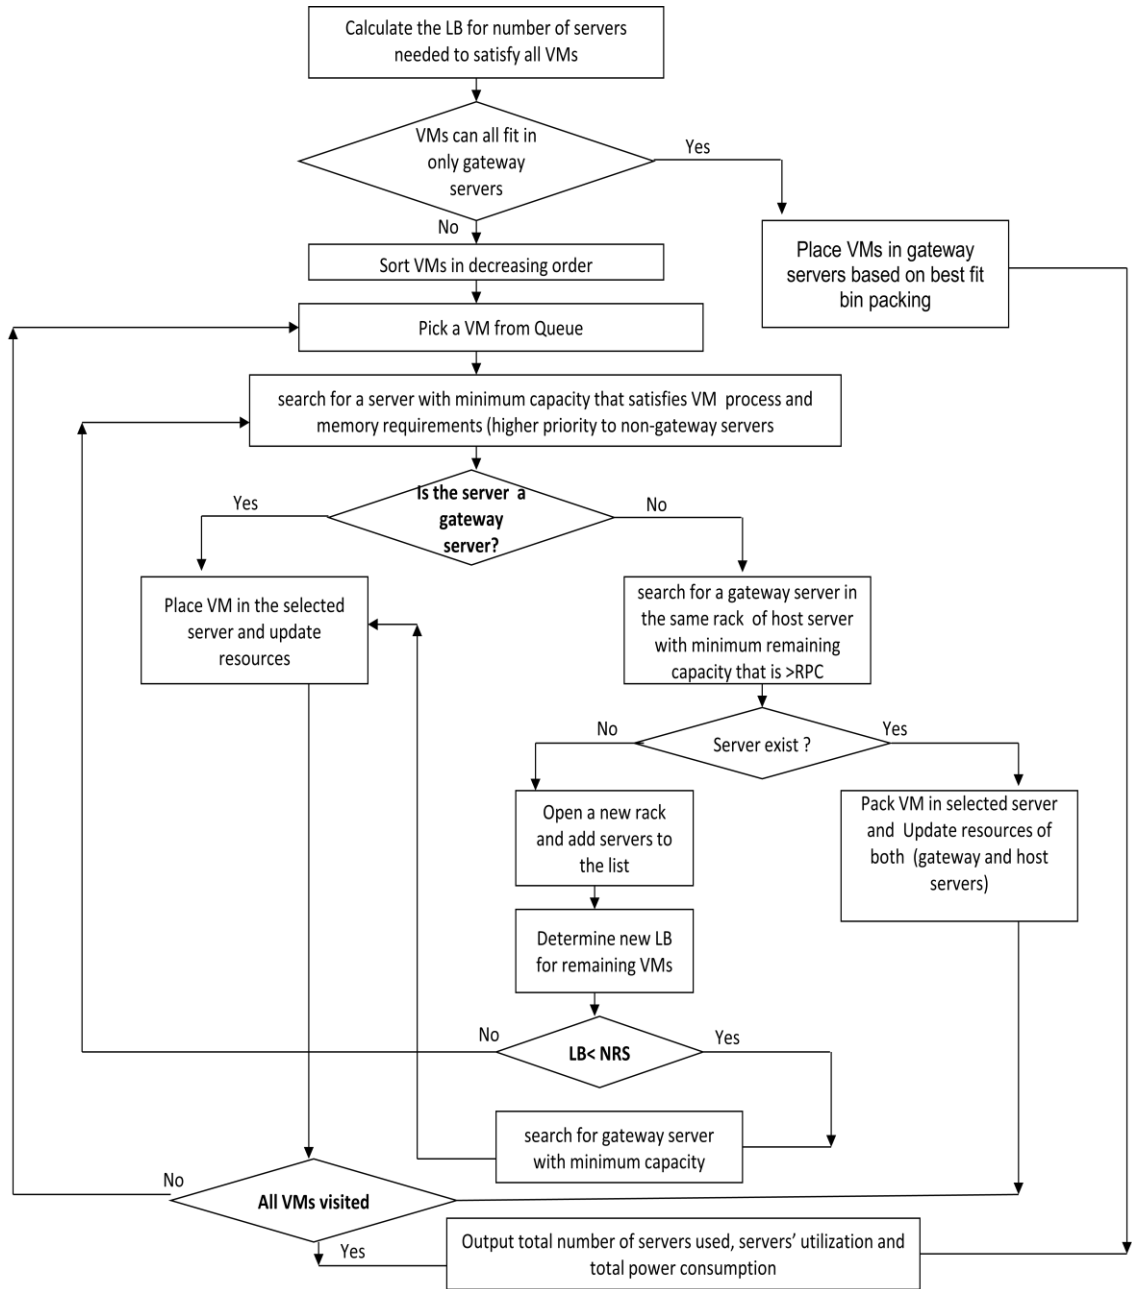 Calculate the LB for number of servers
needed to satisfy all VMs
VMs can all fit in
only gateway
servers
Yes
No
Place VMs in gateway
servers based on best fit
bin packing
Sort VMs in decreasing order
Pick a VM from Queue
search for a server with minimum capacity that satisfies VM process and
memory requirements (higher priority to non-gateway servers
Is the server a
gateway
server?
Yes
No
Place VM in the selected
server and update
resources
search for a gateway server in
the same rack of host server
with minimum remaining
capacity that is >RPC
No
Server exist ?
Yes
Open a new rack
and add servers to
the list
Pack VM in selected server
and Update resources of
both (gateway and host
servers)
Determine new LB
for remaining VMs
No
LB< NRS
Yes
search for gateway server
with minimum capacity
No
All VMs visited
Yes
Output total number of servers used, servers' utilization and
total power consumption